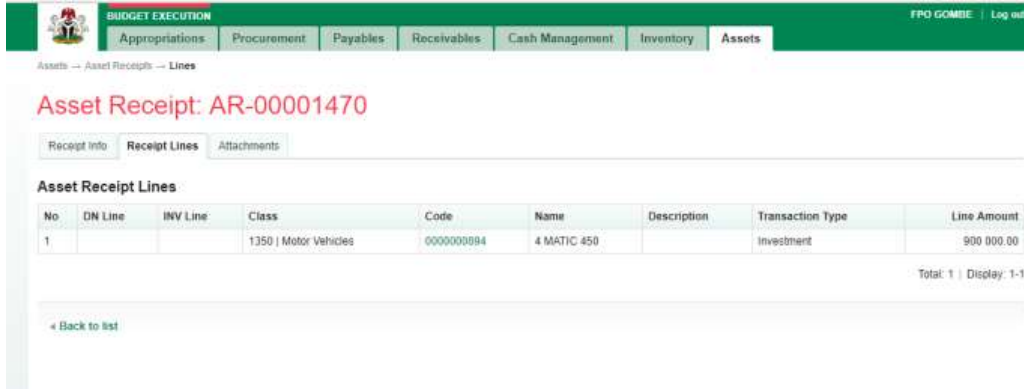 BUDGET EXECUTION
FPO GOMBE | Log out
Appropriations Procurement Payables Receivables Cash Management Inventory Assets
Assets → Asset Receipts → Lines
Asset Receipt: AR-00001470
Receipt Info Receipt Lines Attachments
Asset Receipt Lines
No DN Line INV Line Class Code Name Description Transaction Type Line Amount
1 1350 | Motor Vehicles 0000000894 4 MATIC 450 Investment 900 000.00
Total: 1 | Display: 1-1
« Back to list